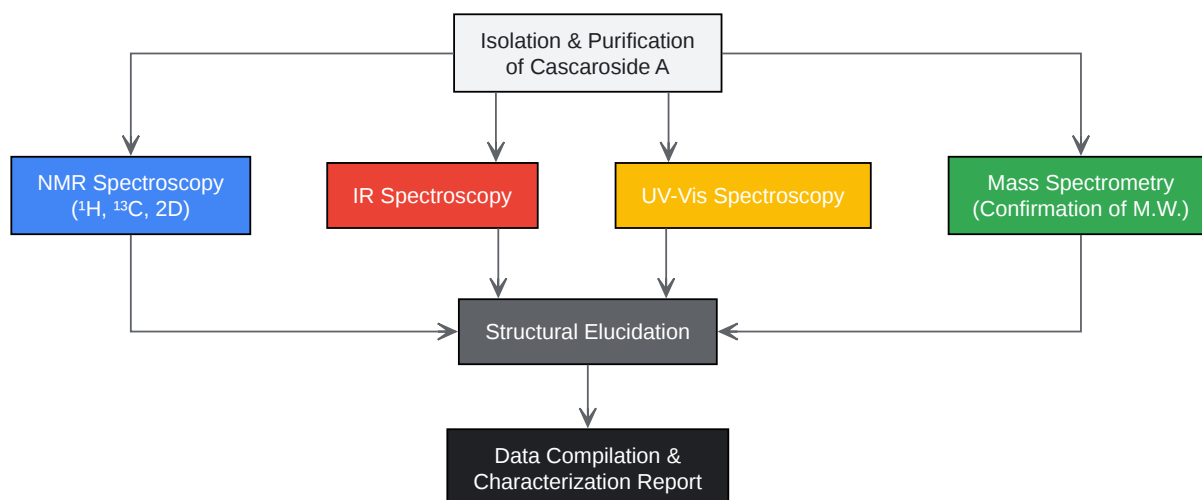 Isolation & Purification
of Cascaroside A
NMR Spectroscopy
(¹H, ¹³C, 2D)
IR Spectroscopy
UV-Vis Spectroscopy
Mass Spectrometry
(Confirmation of M.W.)
Structural Elucidation
Data Compilation &
Characterization Report